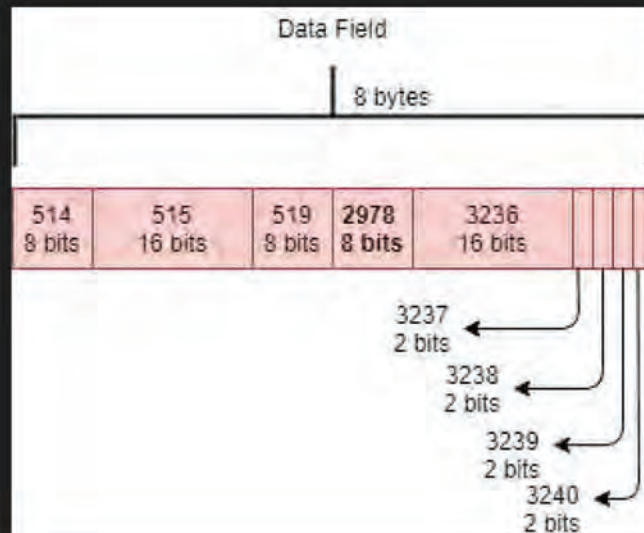 Data Field
8 bytes
514
8 bits
515
16 bits
519
8 bits
2978
8 bits
3236
16 bits
3237
2 bits
3238
2 bits
3239
2 bits
3240
2 bits